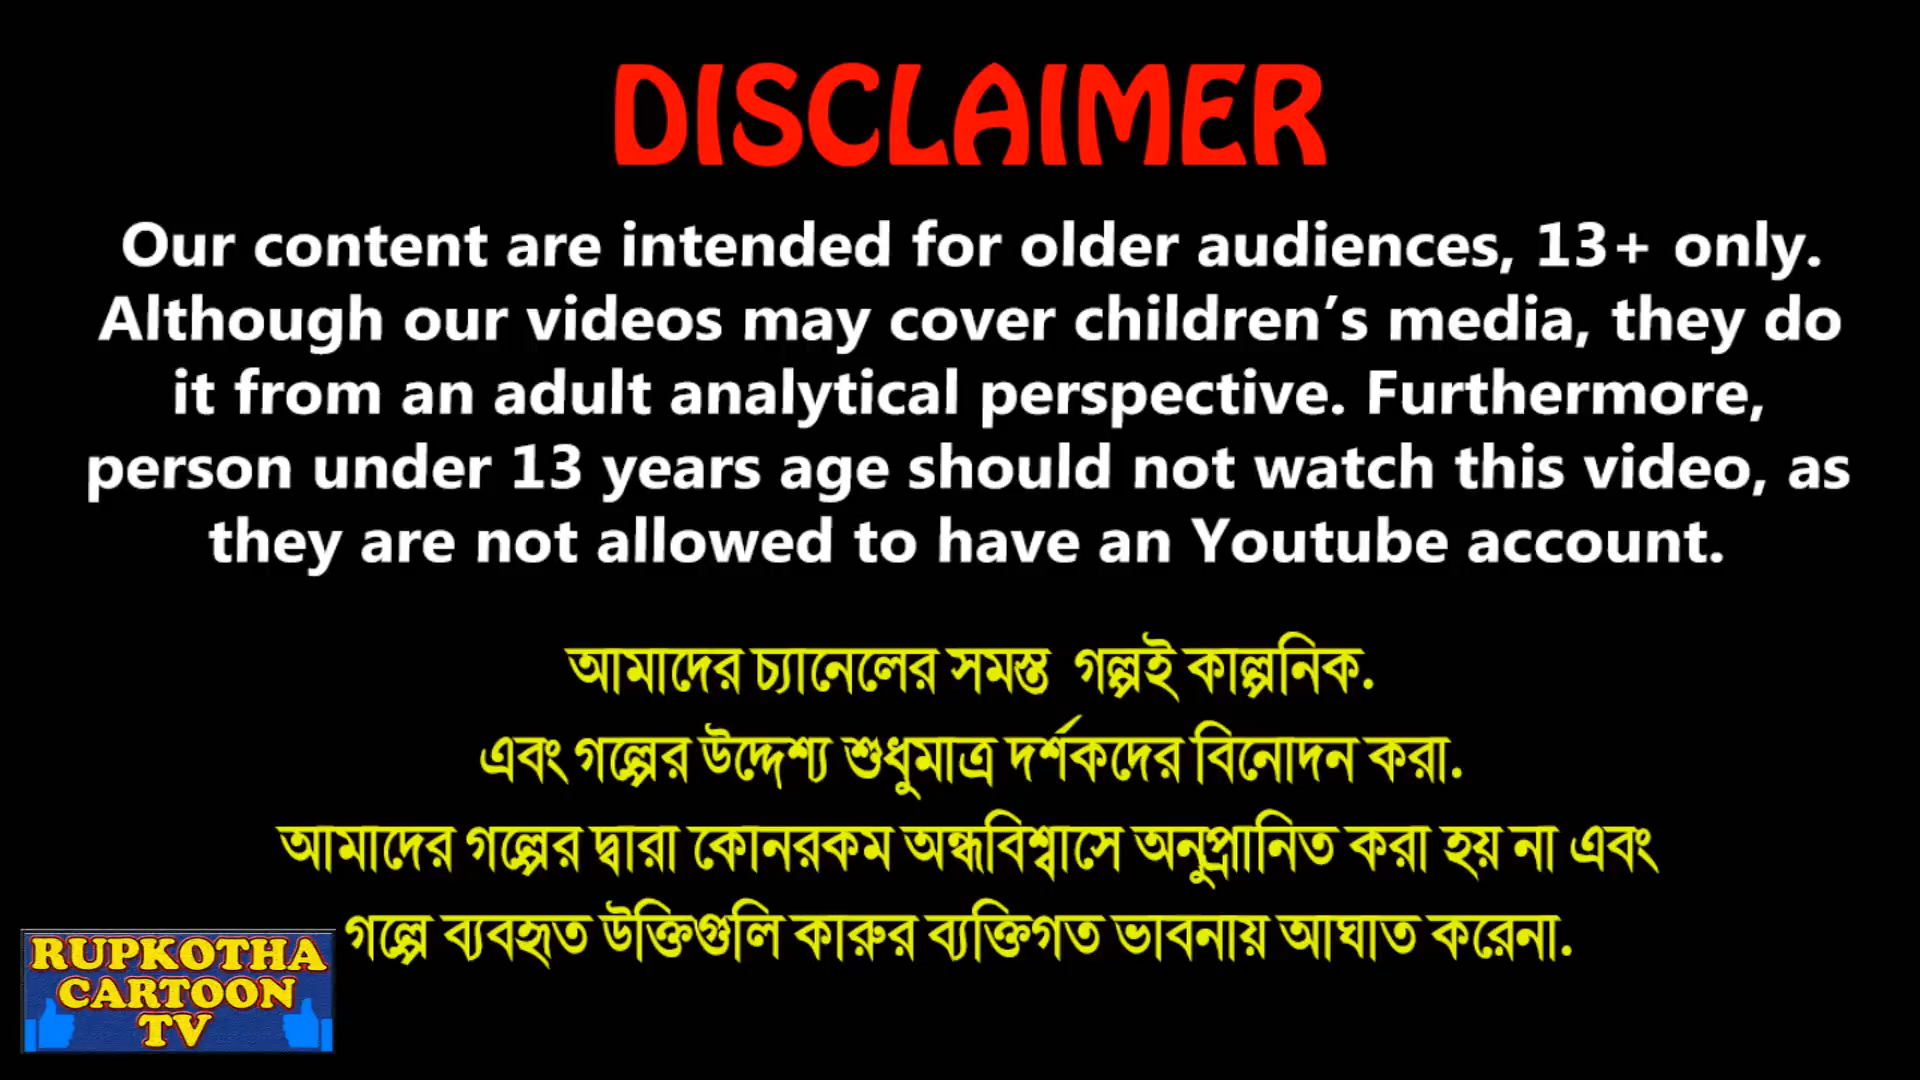 DISCLAIMER
Our content are intended for older audiences, 13+ only.
Although our videos may cover children’s media, they do
it from an adult analytical perspective. Furthermore,
person under 13 years age should not watch this video, as
they are not allowed to have an Youtube account.
আমাদের চ্যানেলের সমস্ত গল্পই কাল্পনিক.
এবং গল্পের উদ্দেশ্য শুধুমাত্র দর্শকদের বিনোদন করা.
আমাদের গল্পের দ্বারা কোনরকম অন্ধবিশ্বাসে অনুপ্রানিত করা হয় না এবং
গল্পে ব্যবহৃত উক্তিগুলি কারুর ব্যক্তিগত ভাবনায় আঘাত করেনা.
RUPKOTHA
CARTOON
TV